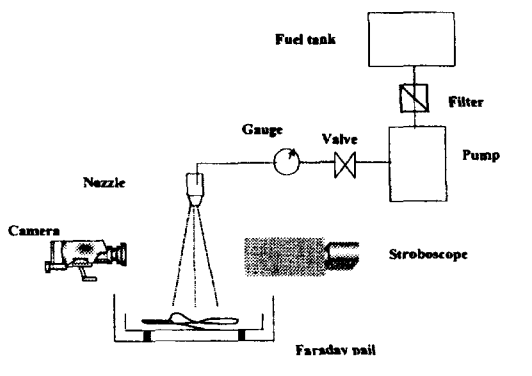 Fuel tank
Filter
Gauge
Valve
Pump
Nozzle
Camera
Stroboscope
Faraday pail